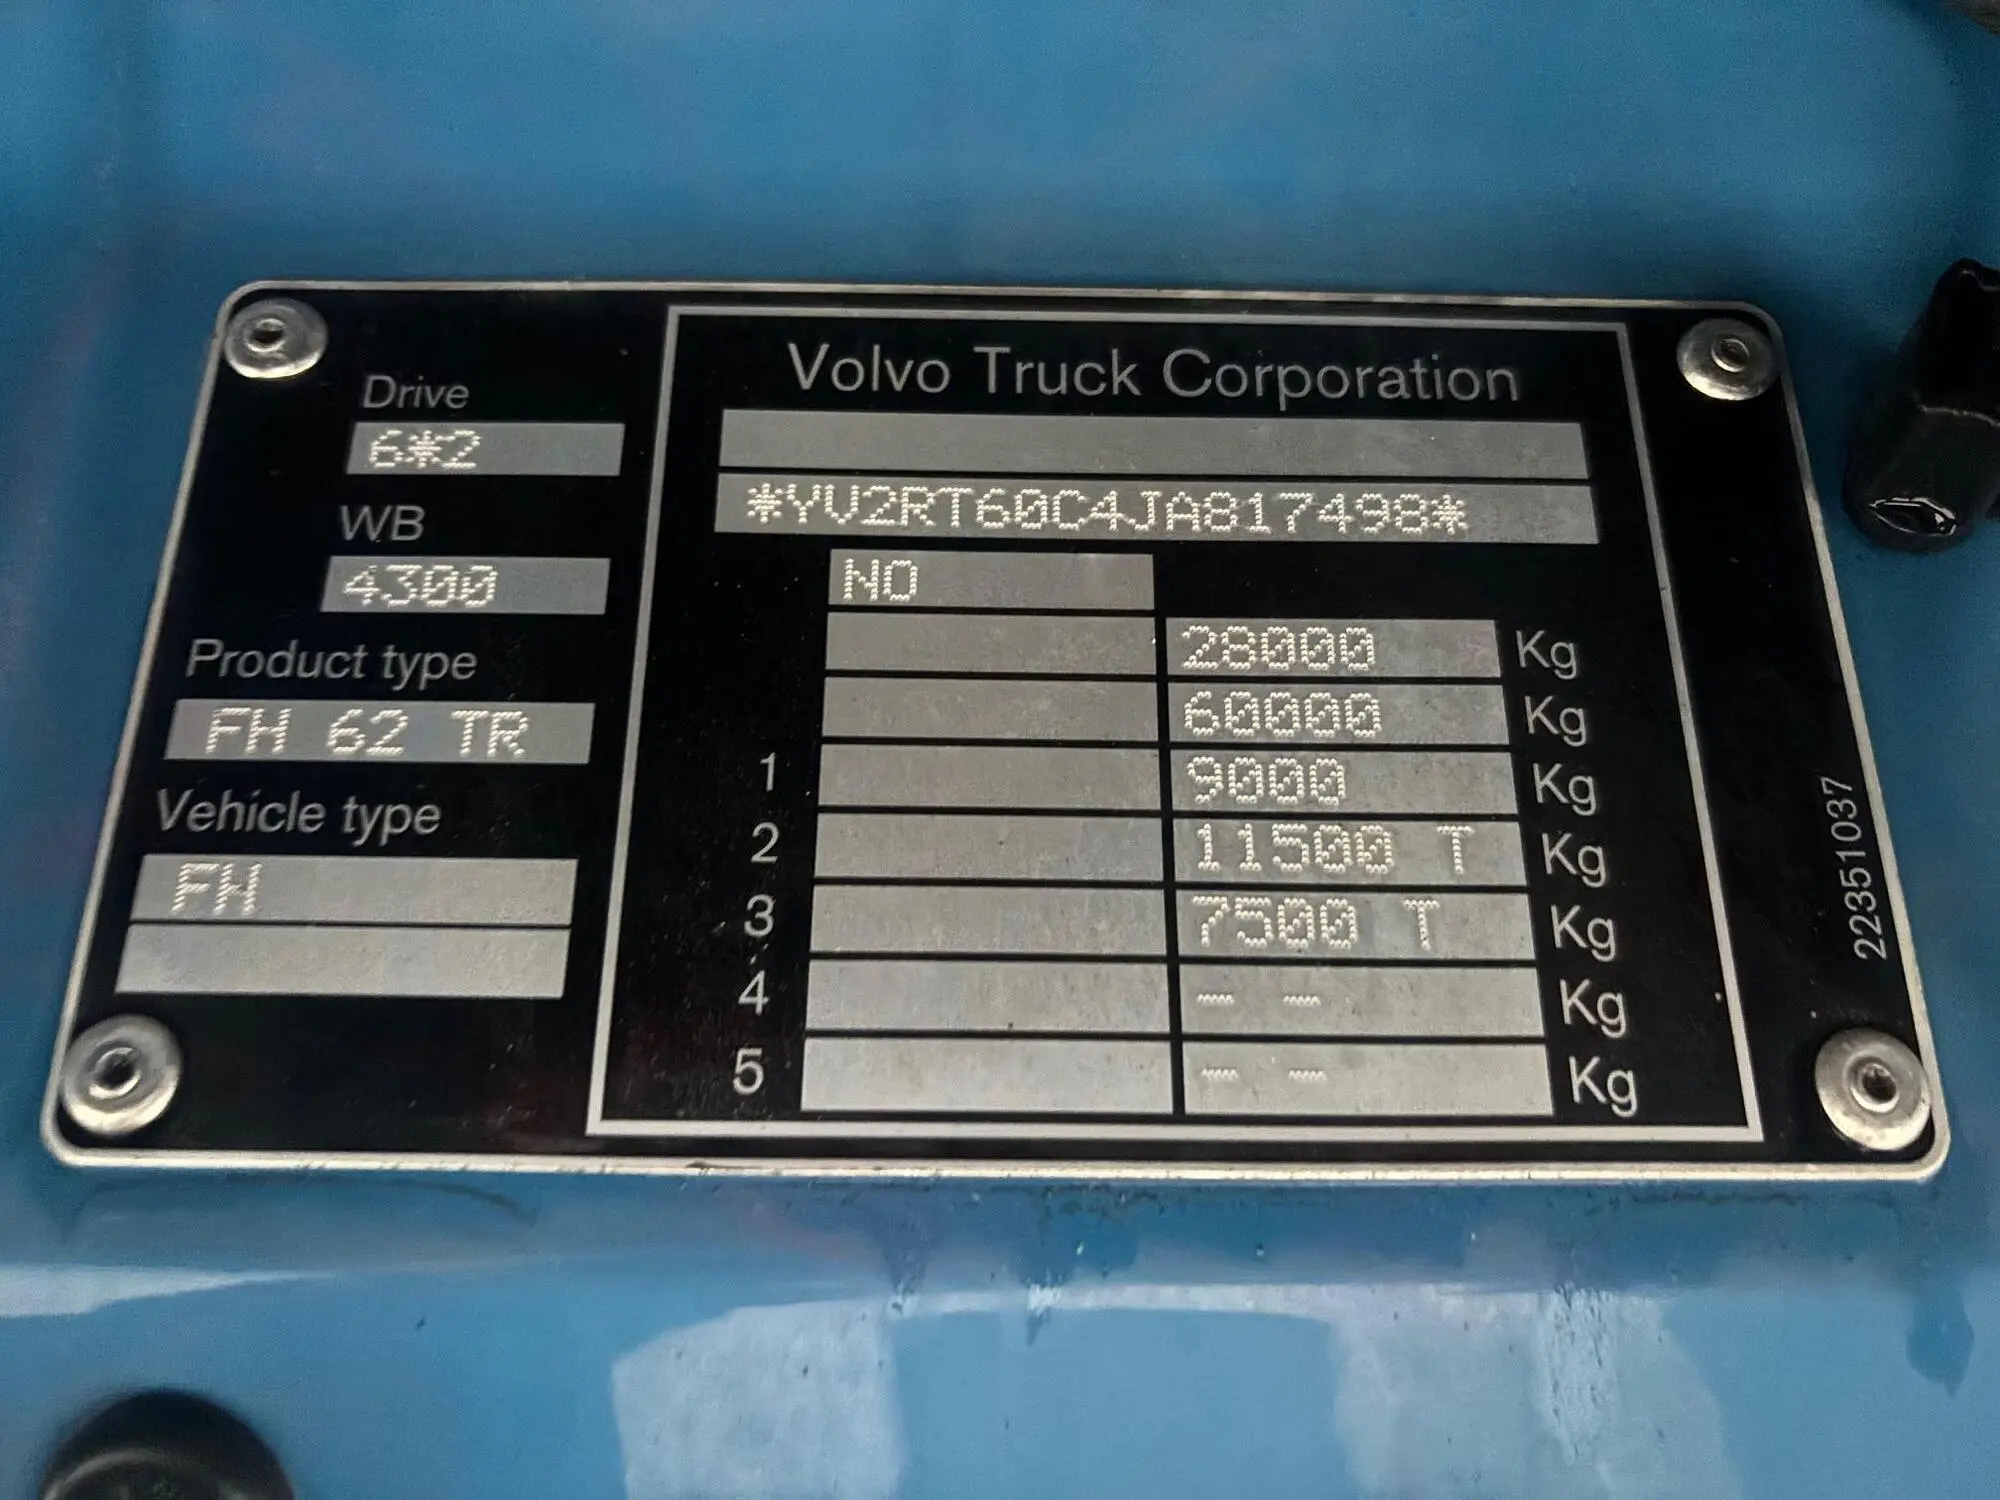 Volvo Truck Corporation
Drive
6*2
WB
4300
Product type
FH 62 TR
Vehicle type
FH
*YV2RT60C4JA817498*
NO
28000 Kg
60000 Kg
1 9000 Kg
2 11500 T Kg
3 7500 T Kg
4 - - Kg
5 - - Kg
22351037